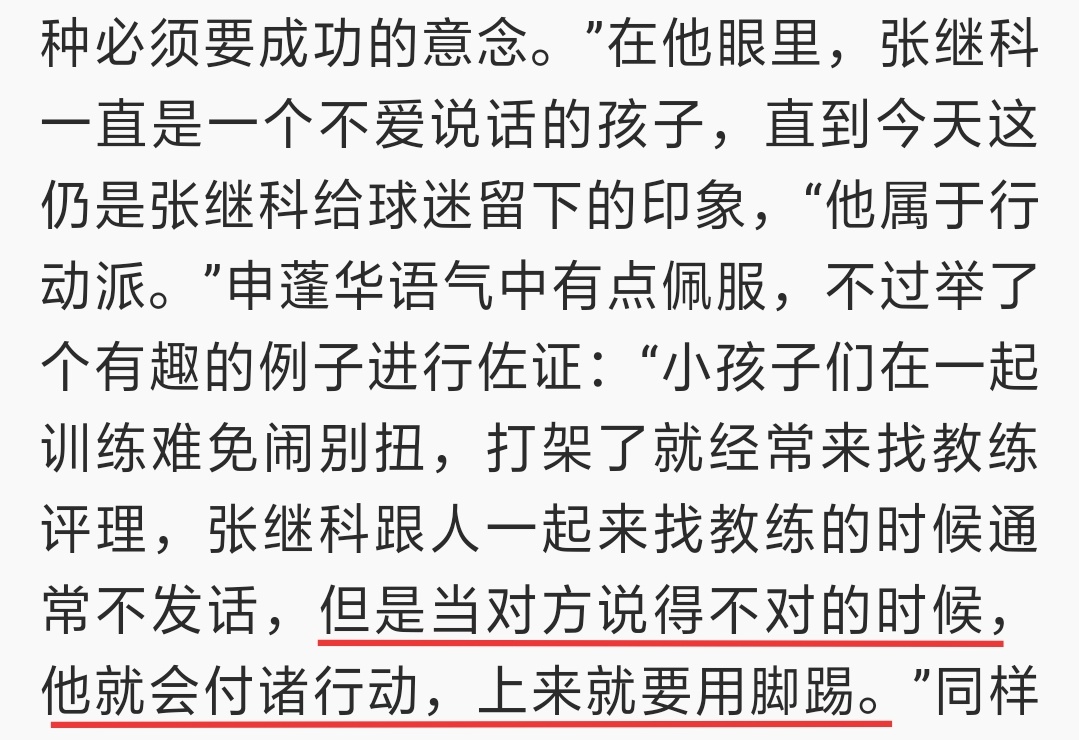 种必须要成功的意念。”在他眼里，张继科
一直是一个不爱说话的孩子，直到今天这
仍是张继科给球迷留下的印象，“他属于行
动派。”申蓬华语气中有点佩服，不过举了
个有趣的例子进行佐证：“小孩子们在一起
训练难免闹别扭，打架了就经常来找教练
评理，张继科跟人一起来找教练的时候通
常不发话，但是当对方说得不对的时候，
他就会付诸行动，上来就要用脚踢。”同样